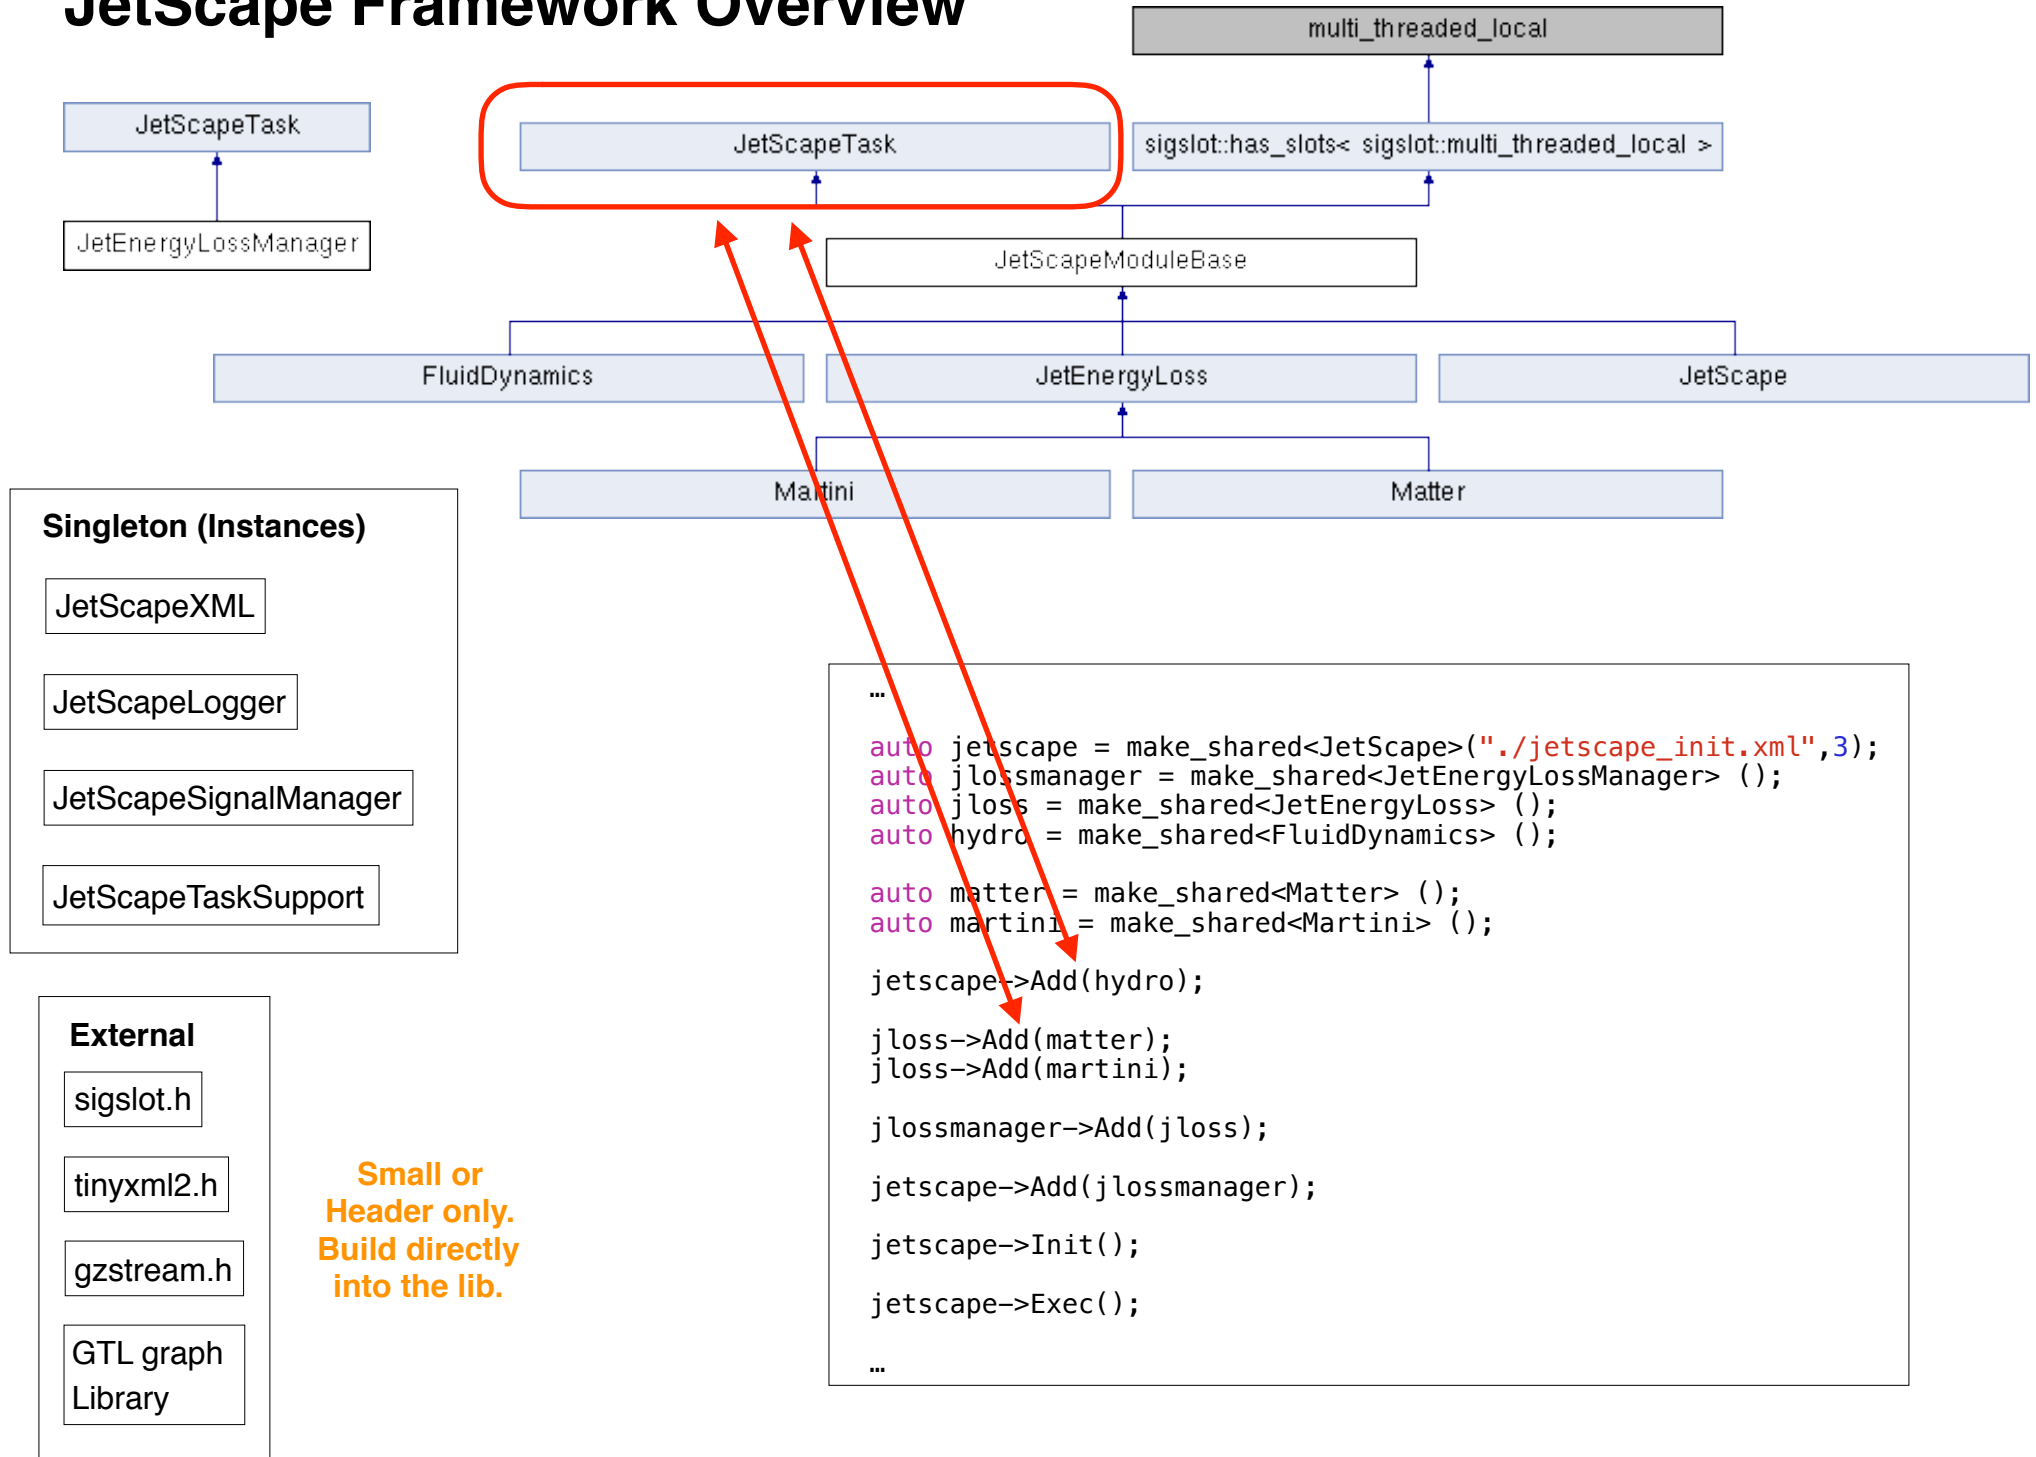 JetScape Framework Overview
multi_threaded_local
JetScapeTask
JetScapeTask
sigslot::has_slots< sigslot::multi_threaded_local >
JetEnergyLossManager
JetScapeModuleBase
FluidDynamics
JetEnergyLoss
JetScape
Martini
Matter
Singleton (Instances)
JetScapeXML
JetScapeLogger
JetScapeSignalManager
JetScapeTaskSupport
External
sigslot.h
tinyxml2.h
gzstream.h
GTL graph
Library
Small or
Header only.
Build directly
into the lib.
…
auto jetscape = make_shared<JetScape>("./jetscape_init.xml",3);
auto jlossmanager = make_shared<JetEnergyLossManager> ();
auto jloss = make_shared<JetEnergyLoss> ();
auto hydro = make_shared<FluidDynamics> ();
auto matter = make_shared<Matter> ();
auto martini = make_shared<Martini> ();
jetscape->Add(hydro);
jloss->Add(matter);
jloss->Add(martini);
jlossmanager->Add(jloss);
jetscape->Add(jlossmanager);
jetscape->Init();
jetscape->Exec();
…